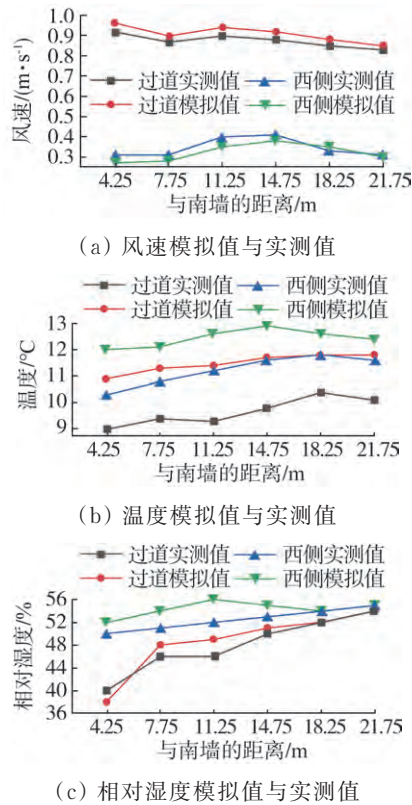 1.0
0.9
0.8
0.7
0.6
0.5
0.4
0.3
风速/(m·s⁻¹)
过道实测值 西侧实测值
过道模拟值 西侧模拟值
4.25 7.75 11.25 14.75 18.25 21.75
与南墙的距离/m
(a) 风速模拟值与实测值
过道实测值 西侧实测值
过道模拟值 西侧模拟值
13
12
11
10
9
温度/℃
4.25 7.75 11.25 14.75 18.25 21.75
与南墙的距离/m
(b) 温度模拟值与实测值
过道实测值 西侧实测值
过道模拟值 西侧模拟值
56
52
48
44
40
36
相对湿度/%
4.25 7.75 11.25 14.75 18.25 21.75
与南墙的距离/m
(c) 相对湿度模拟值与实测值